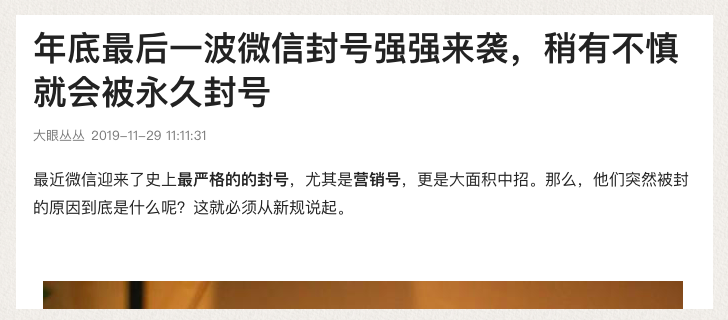 年底最后一波微信封号强强来袭，稍有不慎
就会被永久封号
大眼丛丛 2019-11-29 11:11:31
最近微信迎来了史上最严格的的封号，尤其是营销号，更是大面积中招。那么，他们突然被封
的原因到底是什么呢？这就必须从新规说起。